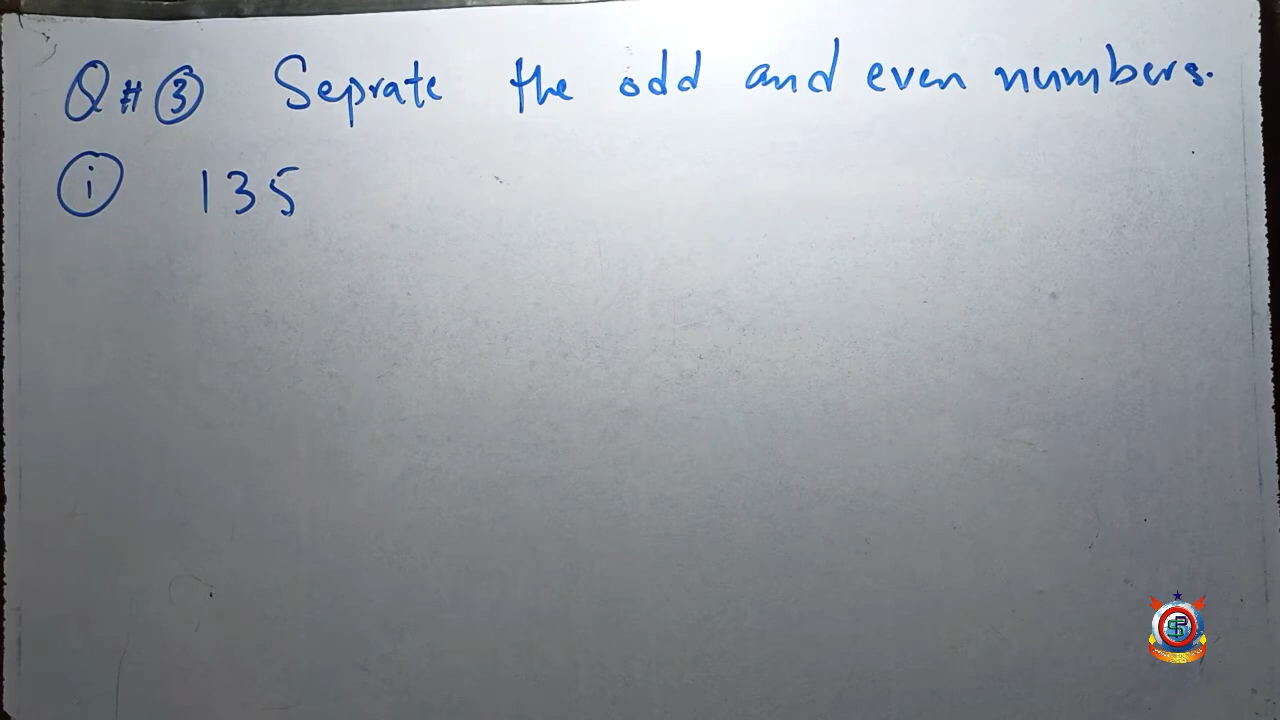 Q # 3 Seprate the odd and even numbers.
i 135